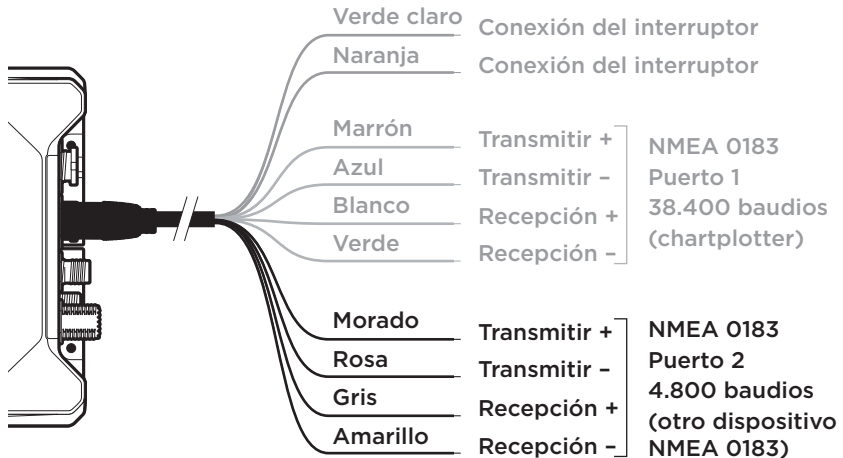 Verde claro Conexión del interruptor
Naranja Conexión del interruptor
Marrón Transmitir +
Azul Transmitir –
Blanco Recepción +
Verde Recepción –
NMEA 0183
Puerto 1
38.400 baudios
(chartplotter)
Morado Transmitir +
Rosa Transmitir –
Gris Recepción +
Amarillo Recepción –
NMEA 0183
Puerto 2
4.800 baudios
(otro dispositivo
NMEA 0183)